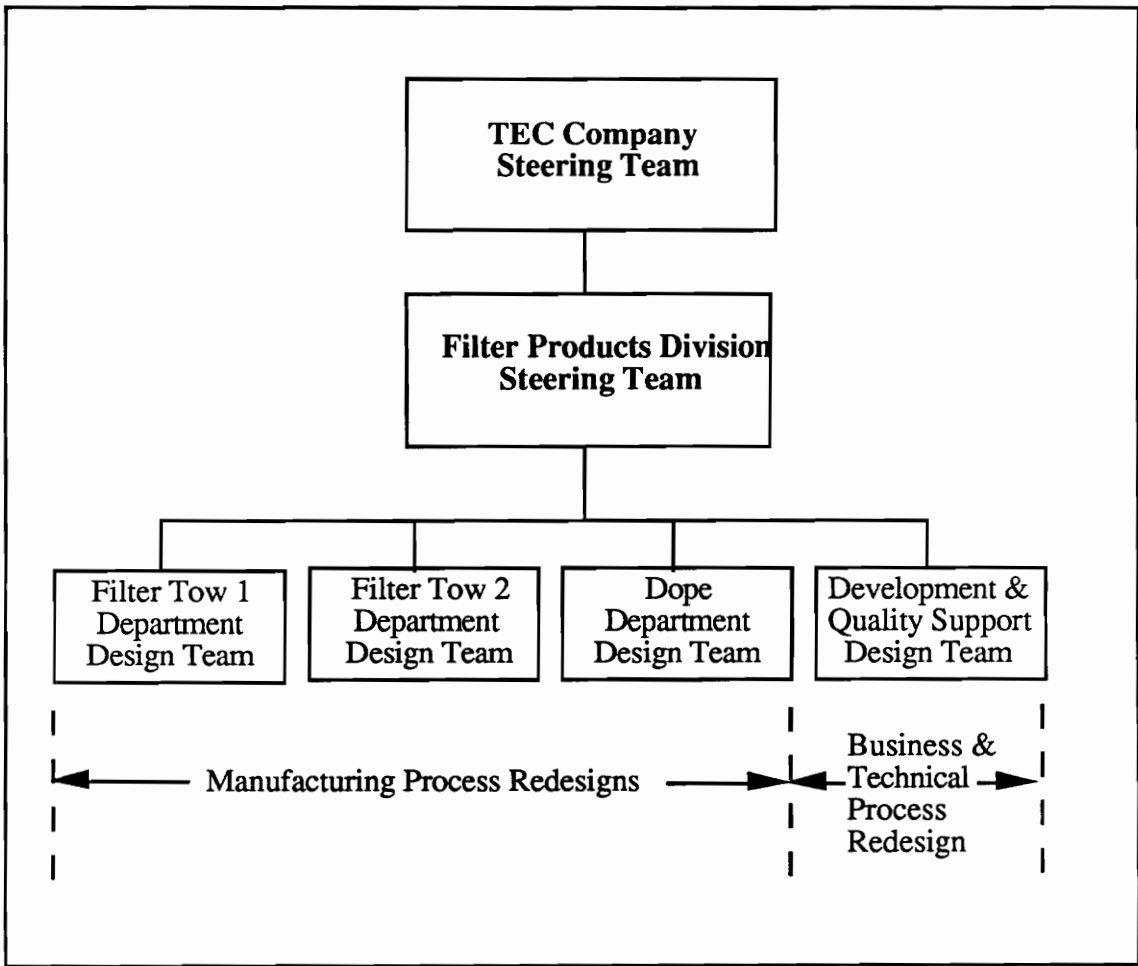 TEC Company
Steering Team
Filter Products Division
Steering Team
Filter Tow 1
Department
Design Team
Filter Tow 2
Department
Design Team
Dope
Department
Design Team
Development &
Quality Support
Design Team
Manufacturing Process Redesigns
Business &
Technical
Process
Redesign